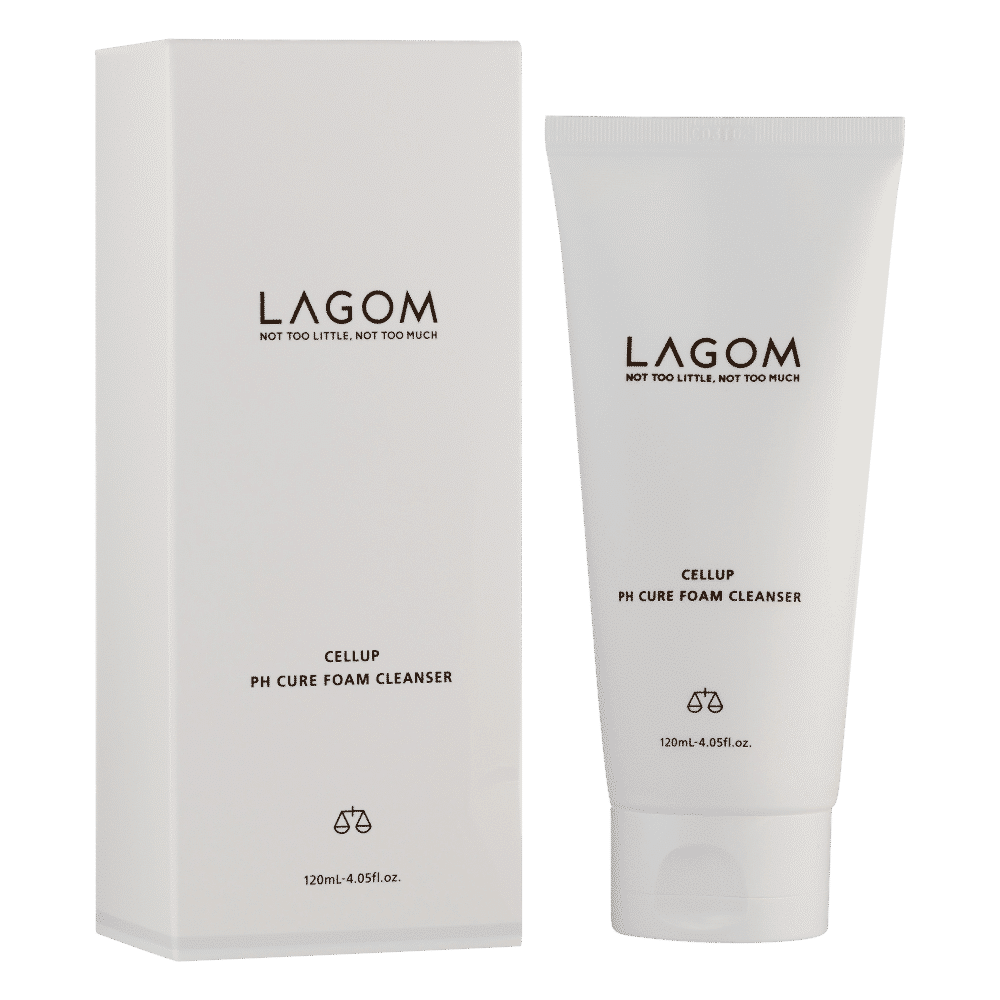 LAGOM
NOT TOO LITTLE, NOT TOO MUCH
CELLUP
PH CURE FOAM CLEANSER
120mL-4.05fl.oz.
LAGOM
NOT TOO LITTLE, NOT TOO MUCH
CELLUP
PH CURE FOAM CLEANSER
120mL-4.05fl.oz.